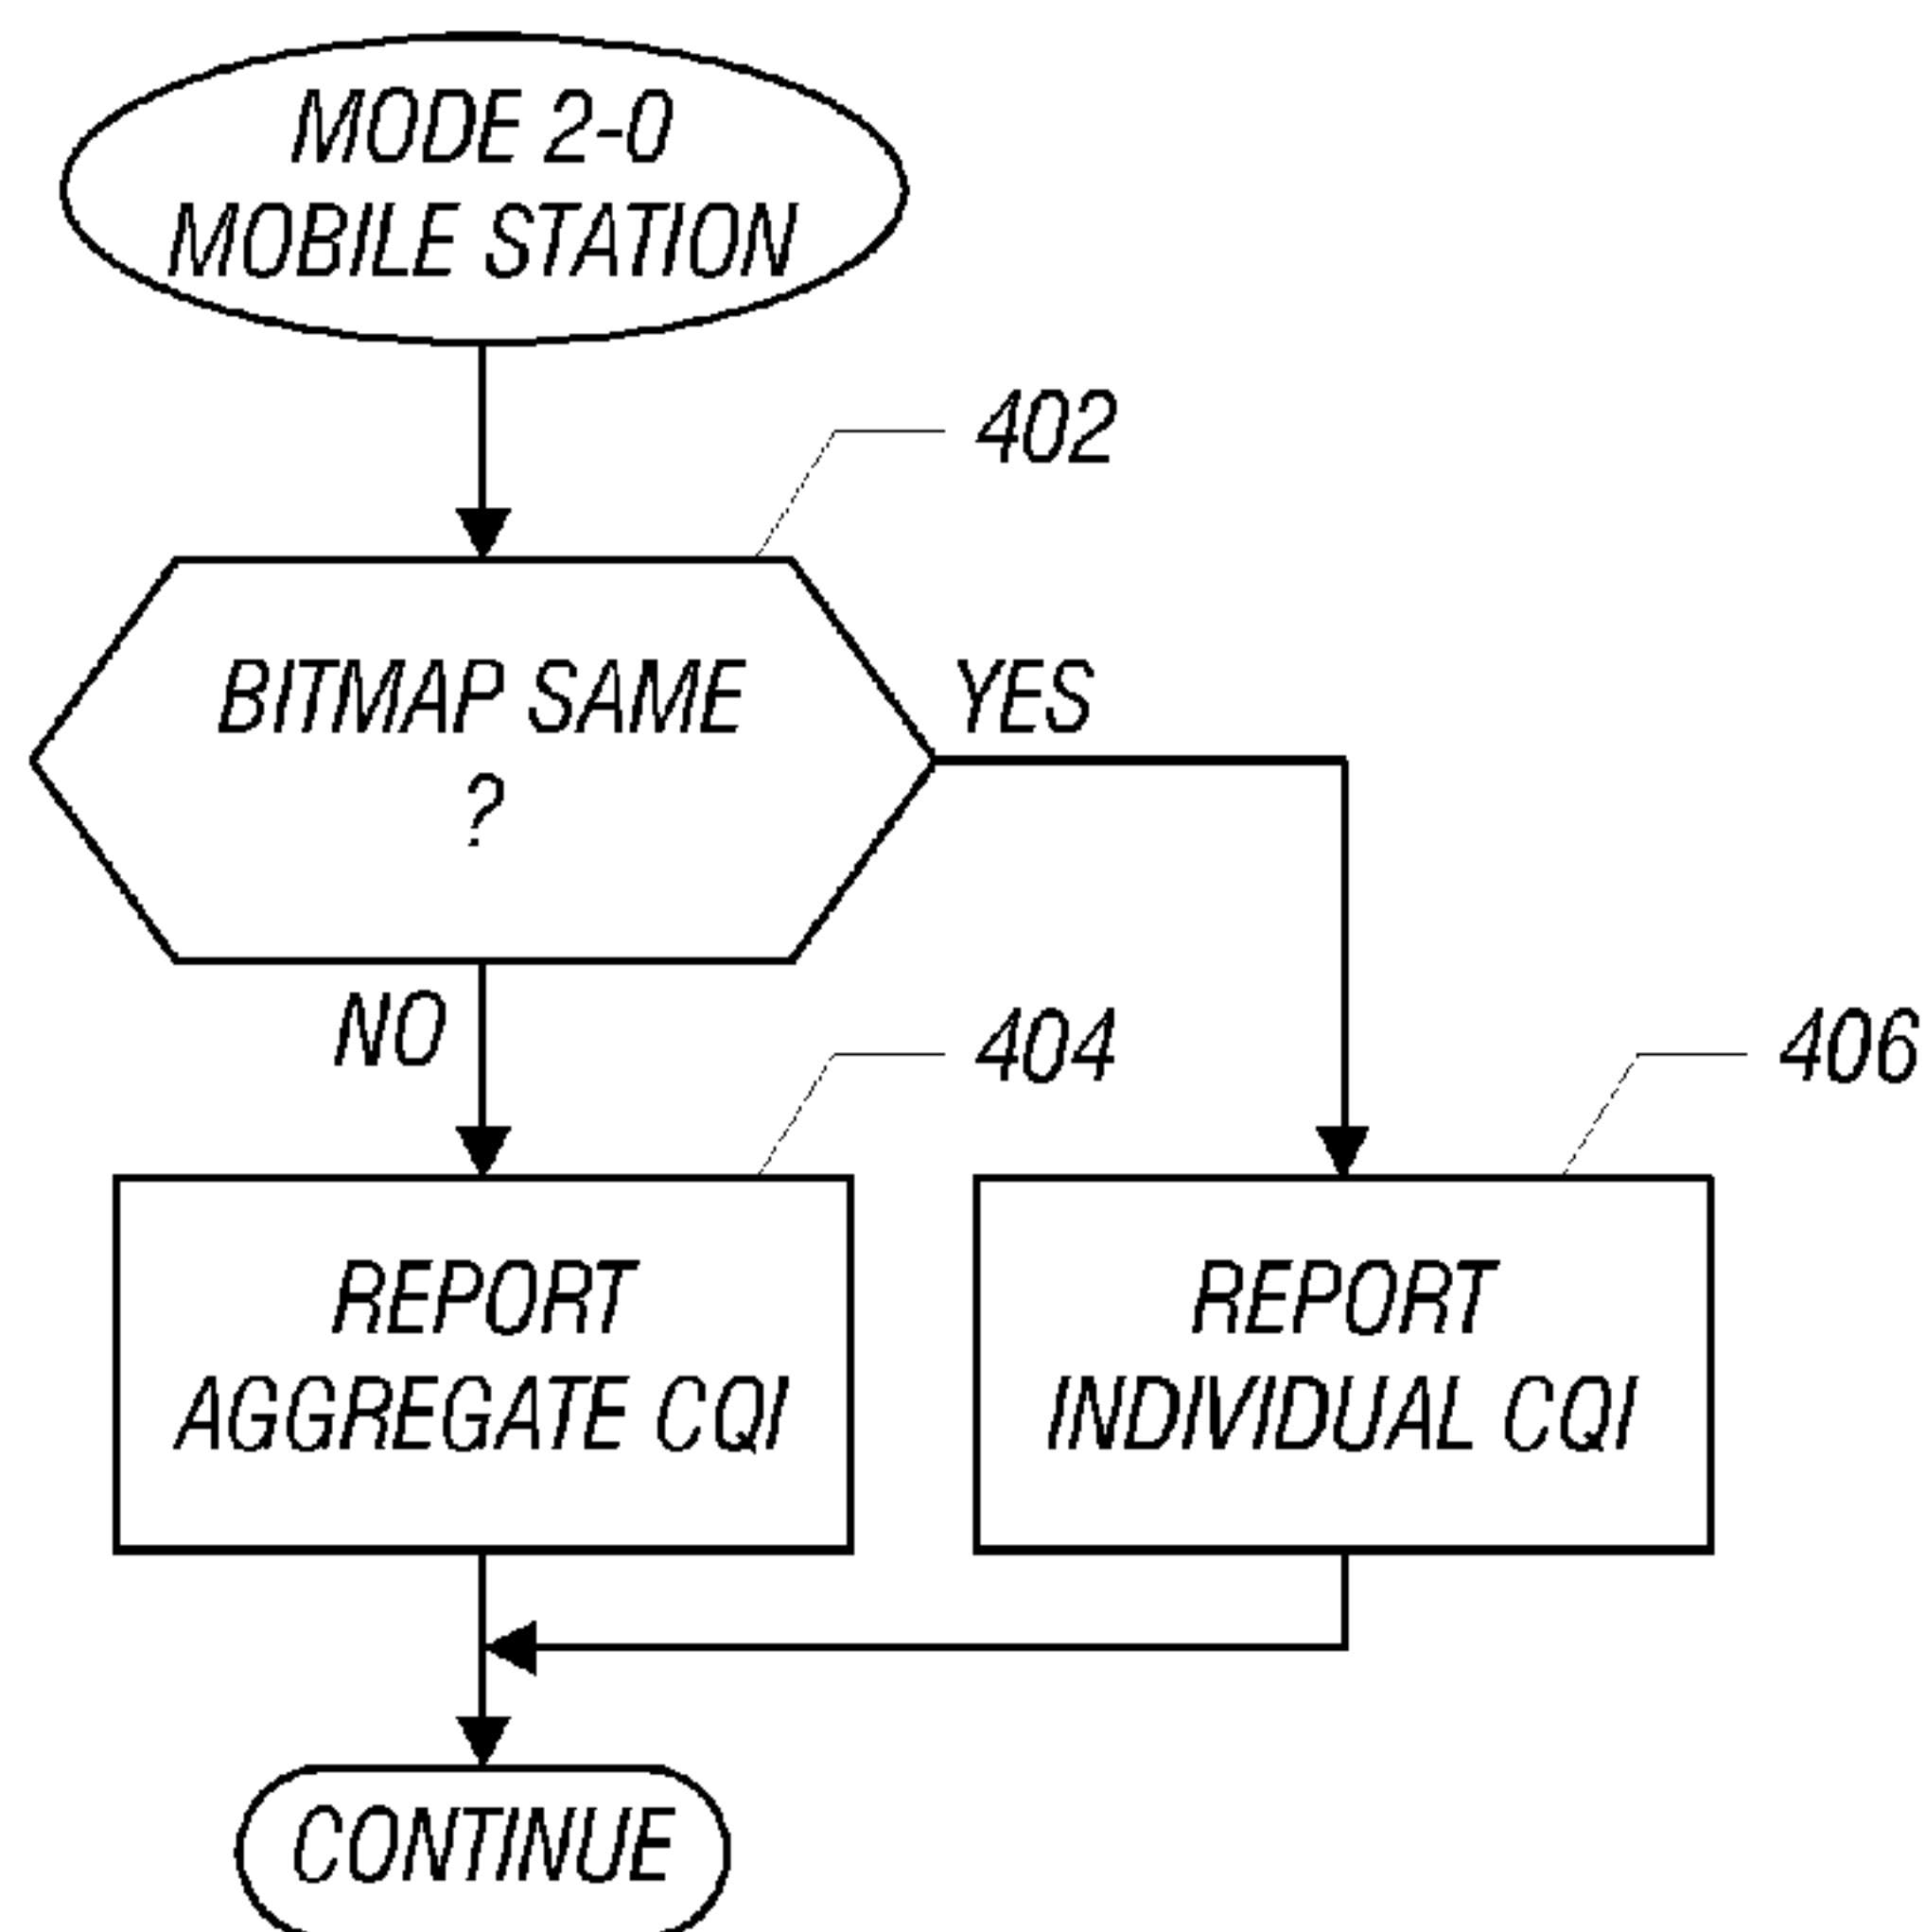 MODE 2-0
MOBILE STATION
402
BITMAP SAME
?
YES
NO
404
406
REPORT
AGGREGATE CQI
REPORT
INDIVIDUAL CQI
CONTINUE